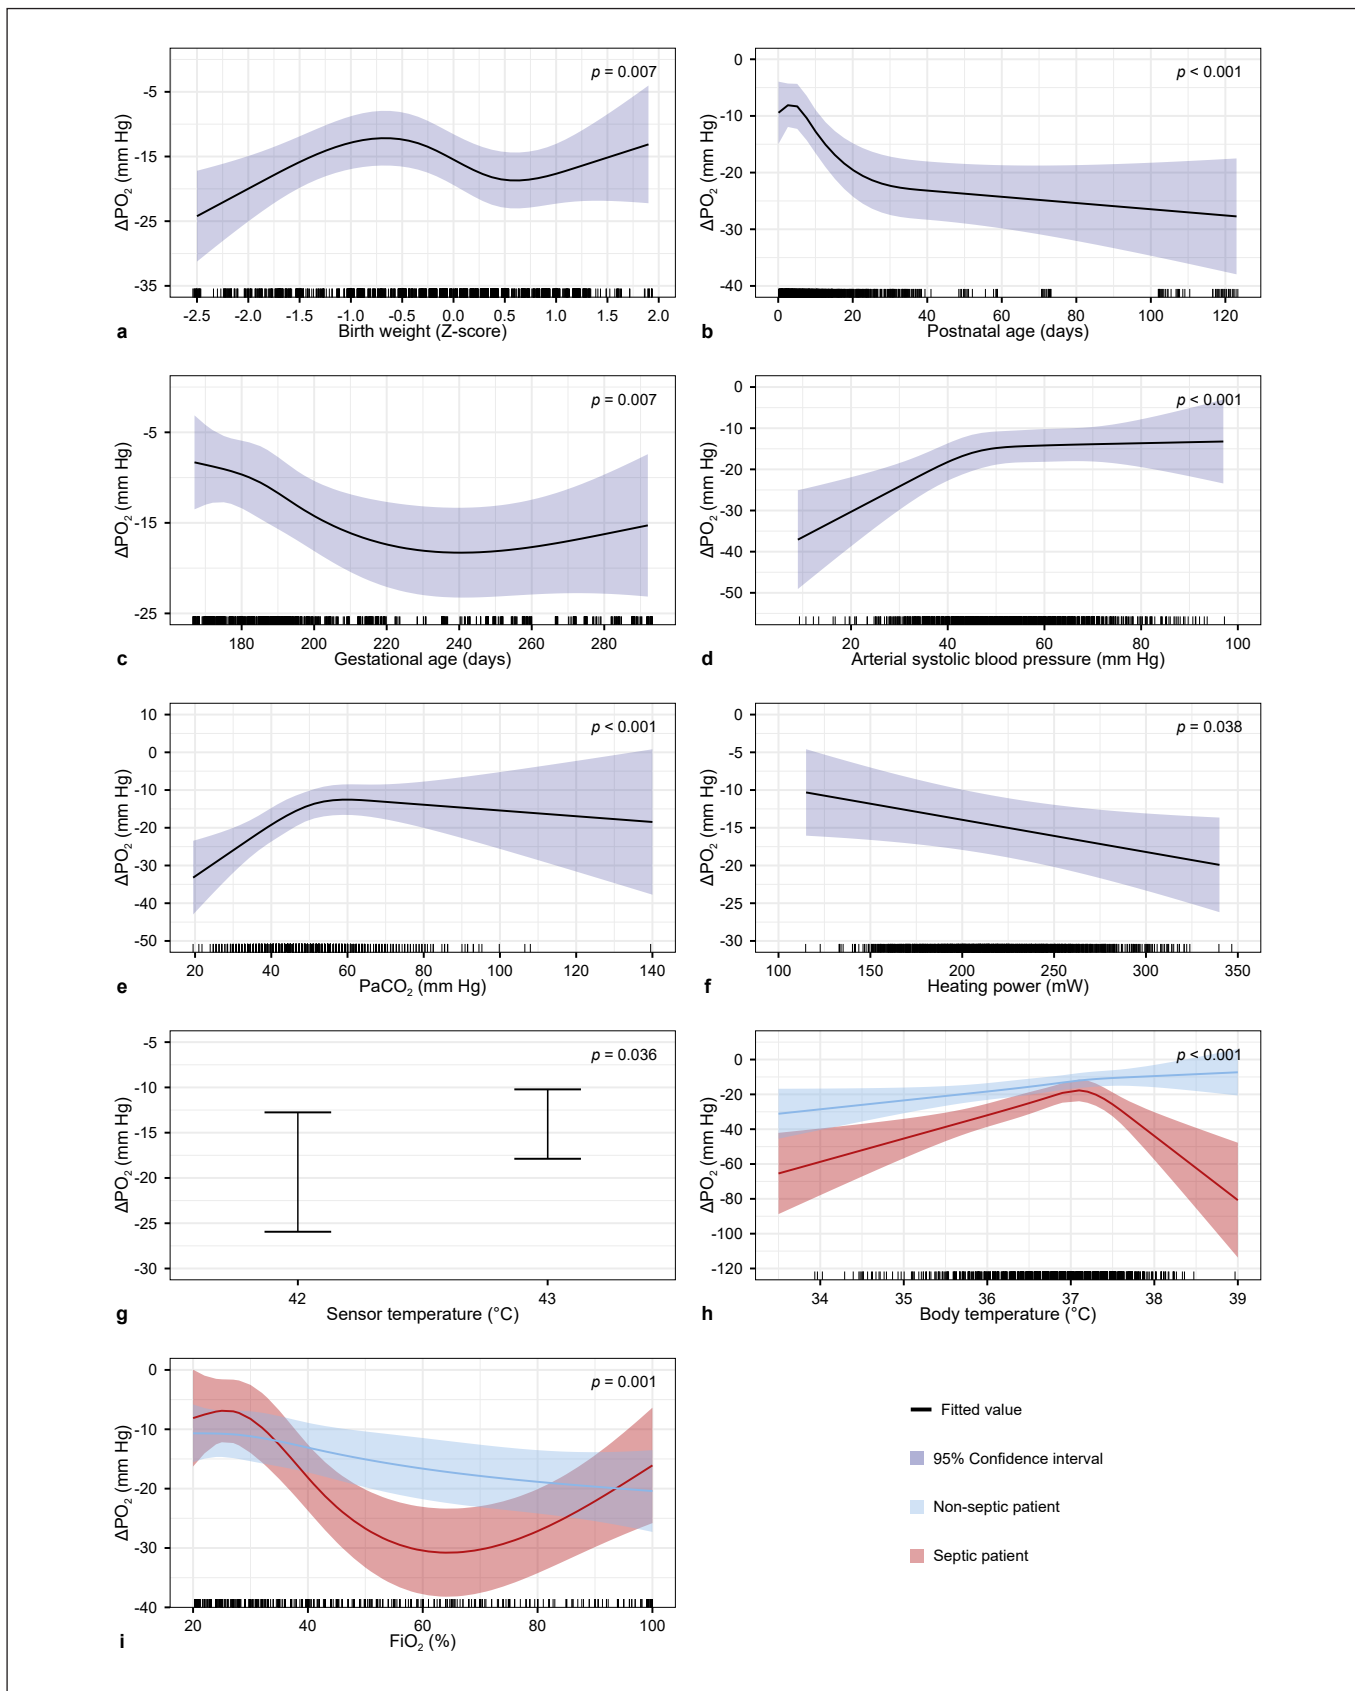 p = 0.007
ΔPO2 (mm Hg)
-5
-15
-25
-35
-2.5 -2.0 -1.5 -1.0 -0.5 0.0 0.5 1.0 1.5 2.0
a Birth weight (Z-score)
p < 0.001
ΔPO2 (mm Hg)
0
-10
-20
-30
-40
0 20 40 60 80 100 120
b Postnatal age (days)
p = 0.007
ΔPO2 (mm Hg)
-5
-15
-25
180 200 220 240 260 280
c Gestational age (days)
p < 0.001
ΔPO2 (mm Hg)
0
-10
-20
-30
-40
-50
20 40 60 80 100
d Arterial systolic blood pressure (mm Hg)
p < 0.001
ΔPO2 (mm Hg)
10
0
-10
-20
-30
-40
-50
20 40 60 80 100 120 140
e PaCO2 (mm Hg)
p = 0.038
ΔPO2 (mm Hg)
0
-5
-10
-15
-20
-25
-30
100 150 200 250 300 350
f Heating power (mW)
p = 0.036
ΔPO2 (mm Hg)
-5
-10
-15
-20
-25
-30
42 43
g Sensor temperature (°C)
p < 0.001
ΔPO2 (mm Hg)
0
-20
-40
-60
-80
-100
-120
34 35 36 37 38 39
h Body temperature (°C)
p = 0.001
ΔPO2 (mm Hg)
0
-10
-20
-30
-40
20 40 60 80 100
i FiO2 (%)
Fitted value
95% Confidence interval
Non-septic patient
Septic patient